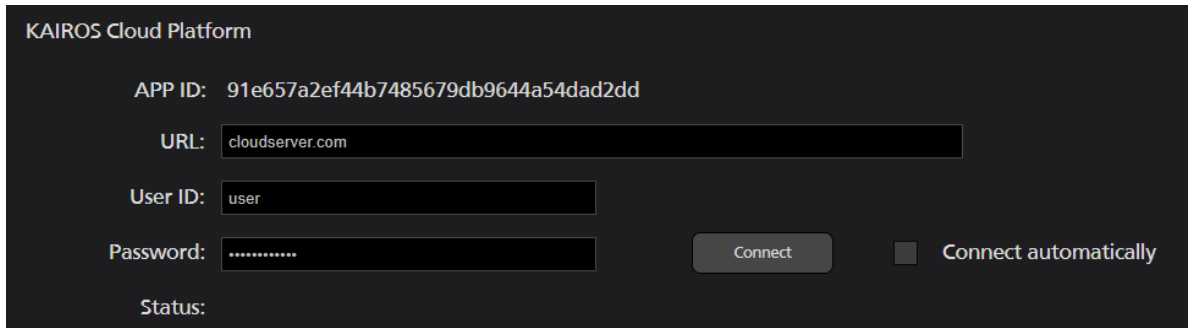 KAIROS Cloud Platform
APP ID: 91e657a2ef44b7485679db9644a54dad2dd
URL: cloudserver.com
User ID: user
Password: ••••••••••••
Connect
Connect automatically
Status: